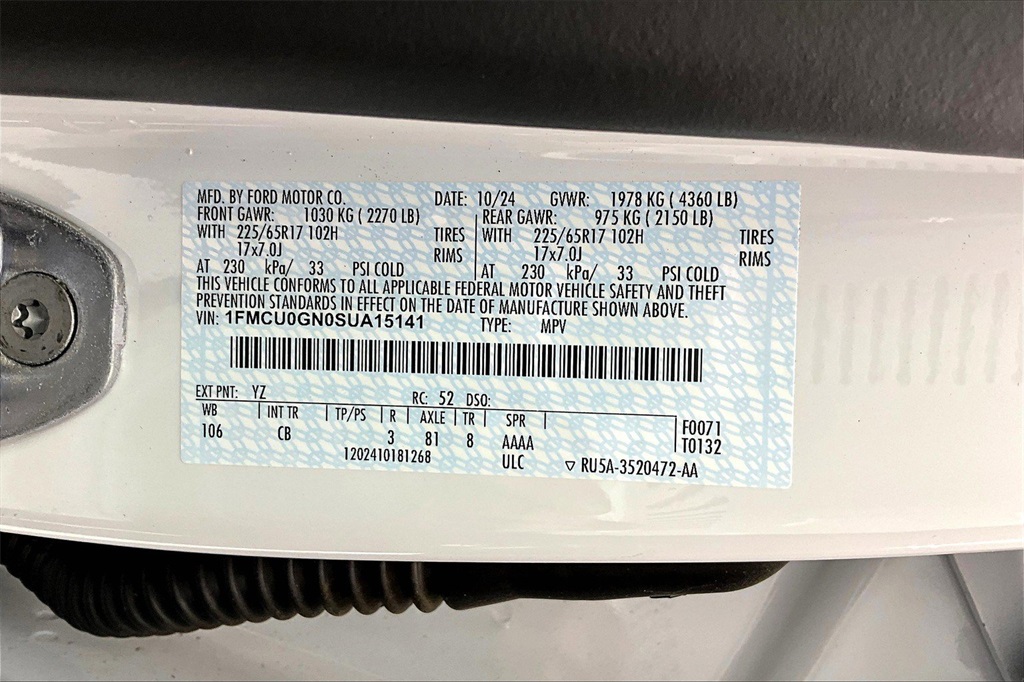 MFD. BY FORD MOTOR CO. DATE: 10/24 GVWR: 1978 KG ( 4360 LB)
FRONT GAWR: 1030 KG ( 2270 LB) REAR GAWR: 975 KG ( 2150 LB)
WITH 225/65R17 102H TIRES WITH 225/65R17 102H TIRES
17x7.0J RIMS 17x7.0J RIMS
AT 230 kPa/ 33 PSI COLD AT 230 kPa/ 33 PSI COLD
THIS VEHICLE CONFORMS TO ALL APPLICABLE FEDERAL MOTOR VEHICLE SAFETY AND THEFT
PREVENTION STANDARDS IN EFFECT ON THE DATE OF MANUFACTURE SHOWN ABOVE.
VIN: 1FMCU0GN0SUA15141 TYPE: MPV
EXT PNT: YZ RC: 52 DSO:
WB INT TR TP/PS R AXLE TR SPR F0071
106 CB 3 81 8 AAAA T0132
1202410181268 ULC RU5A-3520472-AA